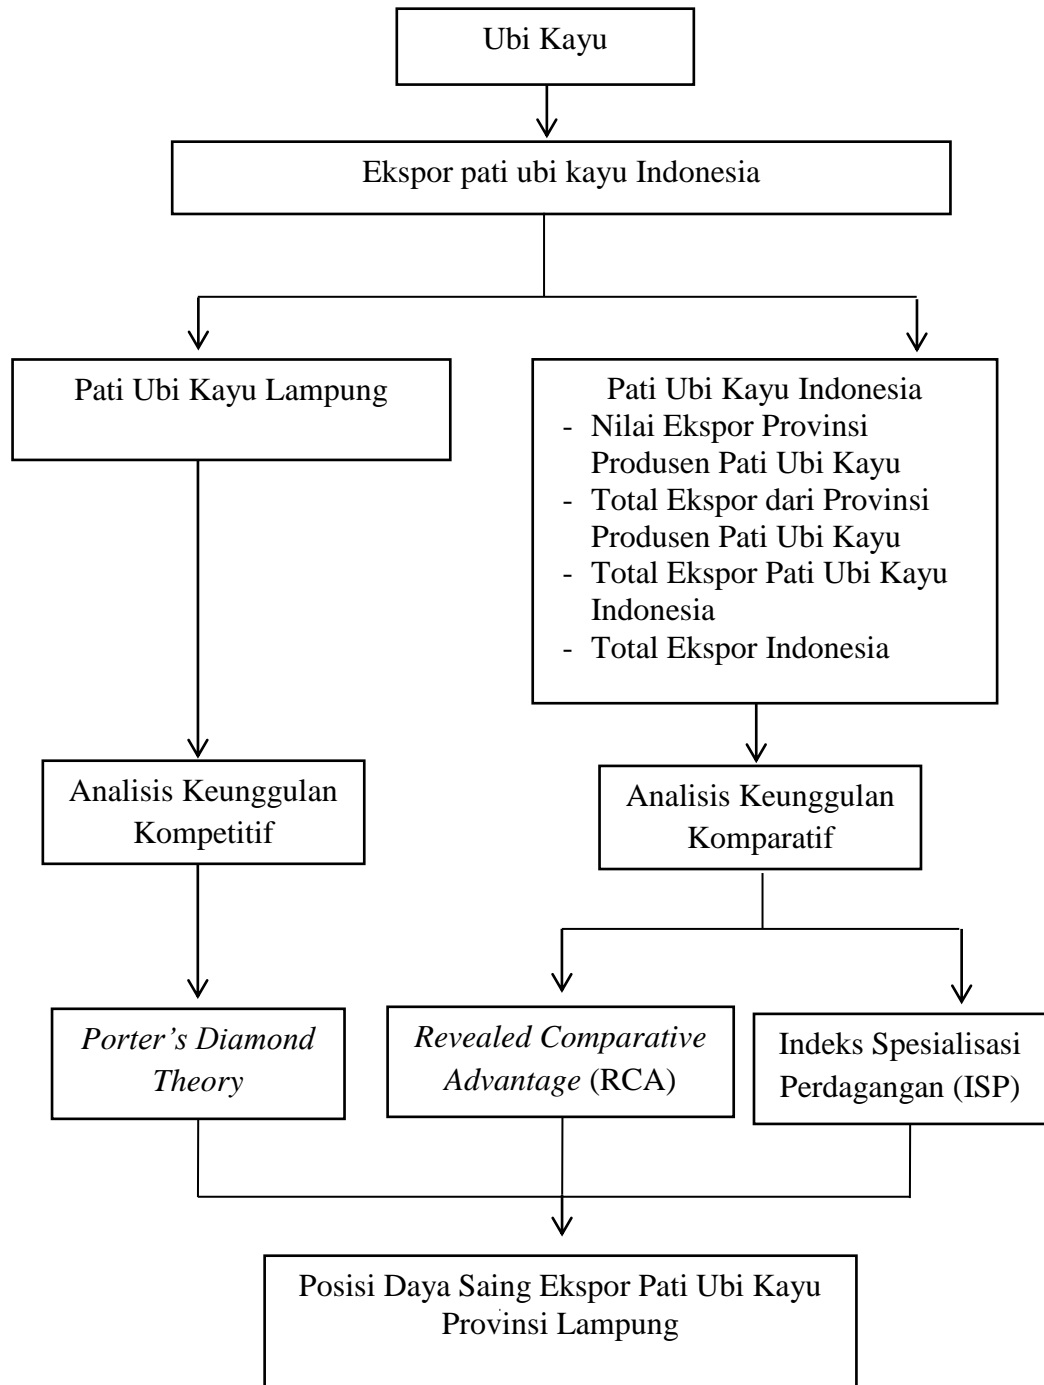 Ubi Kayu
Ekspor pati ubi kayu Indonesia
Pati Ubi Kayu Lampung
Pati Ubi Kayu Indonesia
- Nilai Ekspor Provinsi
Produsen Pati Ubi Kayu
- Total Ekspor dari Provinsi
Produsen Pati Ubi Kayu
- Total Ekspor Pati Ubi Kayu
Indonesia
- Total Ekspor Indonesia
Analisis Keunggulan
Kompetitif
Analisis Keunggulan
Komparatif
Porter’s Diamond
Theory
Revealed Comparative
Advantage (RCA)
Indeks Spesialisasi
Perdagangan (ISP)
Posisi Daya Saing Ekspor Pati Ubi Kayu
Provinsi Lampung